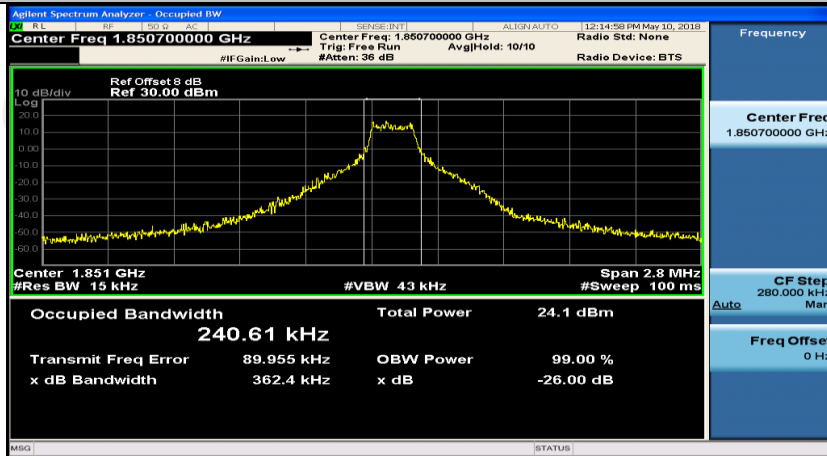 Agilent Spectrum Analyzer - Occupied BW
LXI RL RF 50 Ω AC SENSE:INT ALIGN AUTO 12:14:58 PM May 10, 2018
Center Freq 1.850700000 GHz Center Freq: 1.850700000 GHz Radio Std: None
Trig: Free Run Avg|Hold: 10/10
#IFGain:Low #Atten: 36 dB Radio Device: BTS
Ref Offset 8 dB
10 dB/div Ref 30.00 dBm
Log
20.0
10.0
0.00
-10.0
-20.0
-30.0
-40.0
-50.0
-60.0
Center 1.851 GHz Span 2.8 MHz
#Res BW 15 kHz #VBW 43 kHz #Sweep 100 ms
Occupied Bandwidth Total Power 24.1 dBm
240.61 kHz
Transmit Freq Error 89.955 kHz OBW Power 99.00 %
x dB Bandwidth 362.4 kHz x dB -26.00 dB
MSG STATUS
Frequency
Center Freq
1.850700000 GHz
CF Step
280.000 kHz
Auto Man
Freq Offset
0 Hz